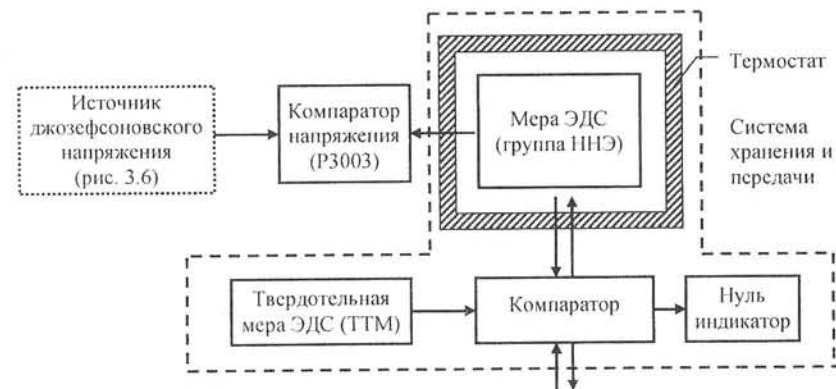 Источник
джозефсоновского
напряжения
(рис. 3.6)
Компаратор
напряжения
(Р3003)
Мера ЭДС
(группа ННЭ)
Термостат
Система
хранения и
передачи
Твердотельная
мера ЭДС (ТТМ)
Компаратор
Нуль
индикатор